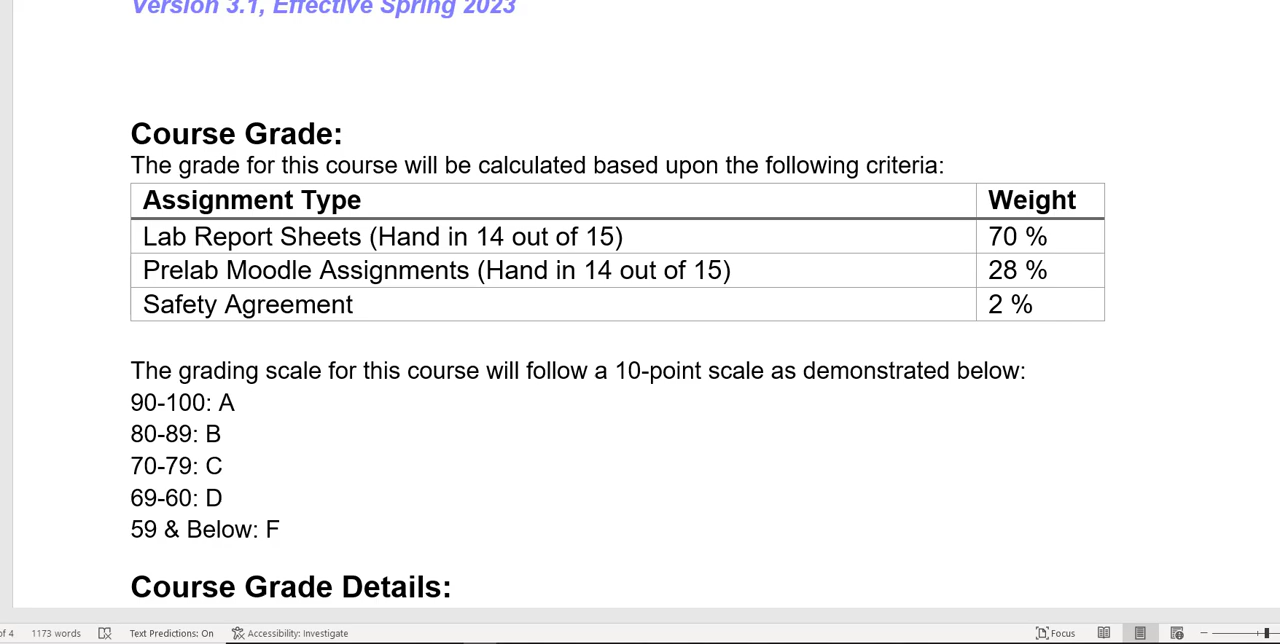 Version 3.1, Effective Spring 2023
Course Grade:
The grade for this course will be calculated based upon the following criteria:
Assignment Type Weight
Lab Report Sheets (Hand in 14 out of 15) 70 %
Prelab Moodle Assignments (Hand in 14 out of 15) 28 %
Safety Agreement 2 %
The grading scale for this course will follow a 10-point scale as demonstrated below:
90-100: A
80-89: B
70-79: C
69-60: D
59 & Below: F
Course Grade Details:
of 4 1173 words Text Predictions: On Accessibility: Investigate Focus